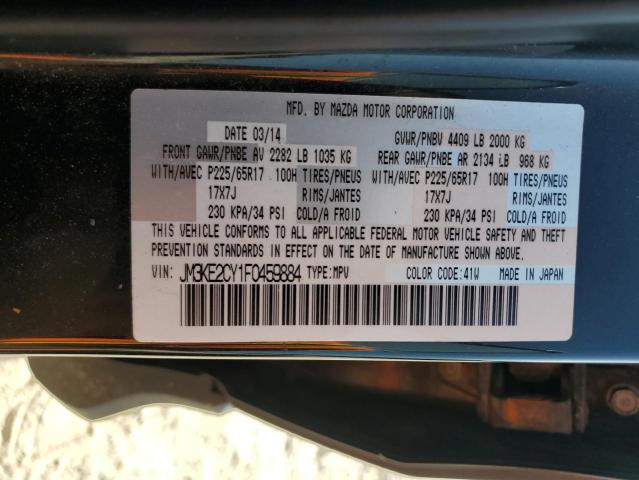 MFD. BY MAZDA MOTOR CORPORATION
DATE 03/14 GVWR/PNBV 4409 LB 2000 KG
FRONT GAWR/PNBE AV 2282 LB 1035 KG REAR GAWR/PNBE AR 2134 LB 968 KG
WITH/AVEC P225/65R17 100H TIRES/PNEUS WITH/AVEC P225/65R17 100H TIRES/PNEUS
17X7J RIMS/JANTES 17X7J RIMS/JANTES
230 KPA/34 PSI COLD/A FROID 230 KPA/34 PSI COLD/A FROID
THIS VEHICLE CONFORMS TO ALL APPLICABLE FEDERAL MOTOR VEHICLE SAFETY AND THEFT
PREVENTION STANDARDS IN EFFECT ON THE DATE OF MANUFACTURE SHOWN ABOVE.
VIN: JM3KE2CY1F0459884 TYPE:MPV COLOR CODE:41W MADE IN JAPAN